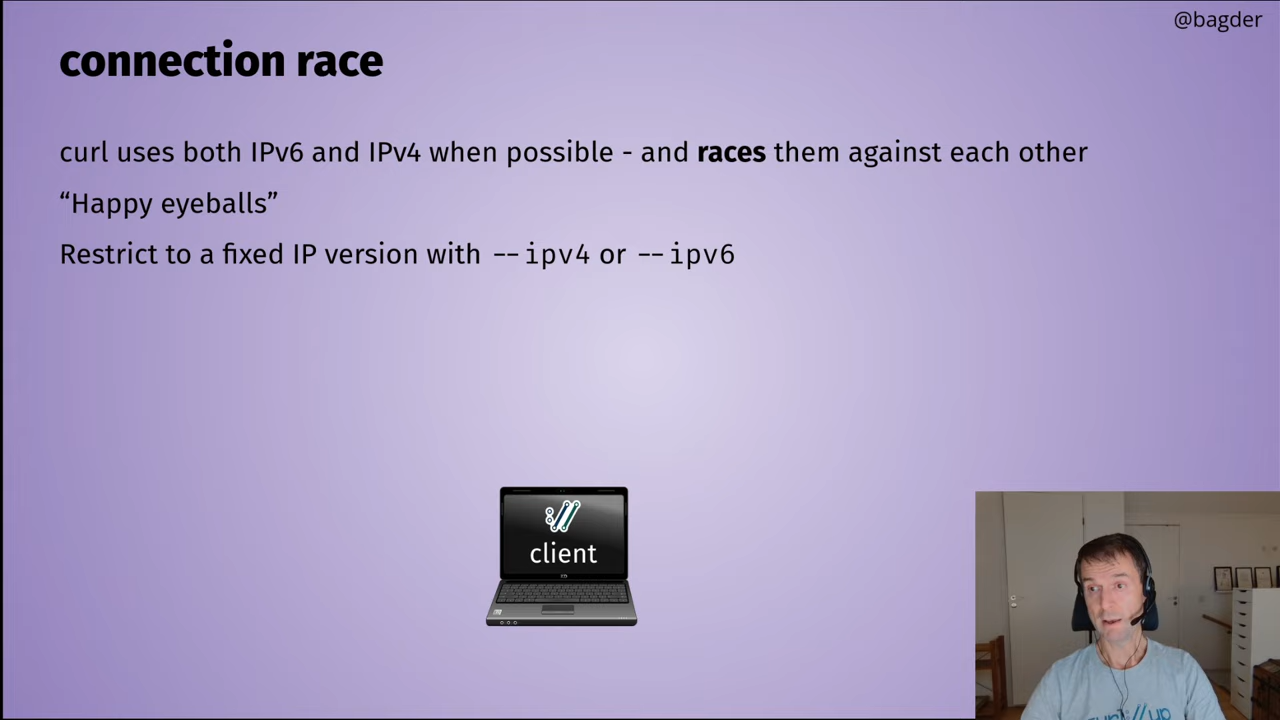 @bagder
connection race
curl uses both IPv6 and IPv4 when possible - and races them against each other
“Happy eyeballs”
Restrict to a fixed IP version with --ipv4 or --ipv6
client